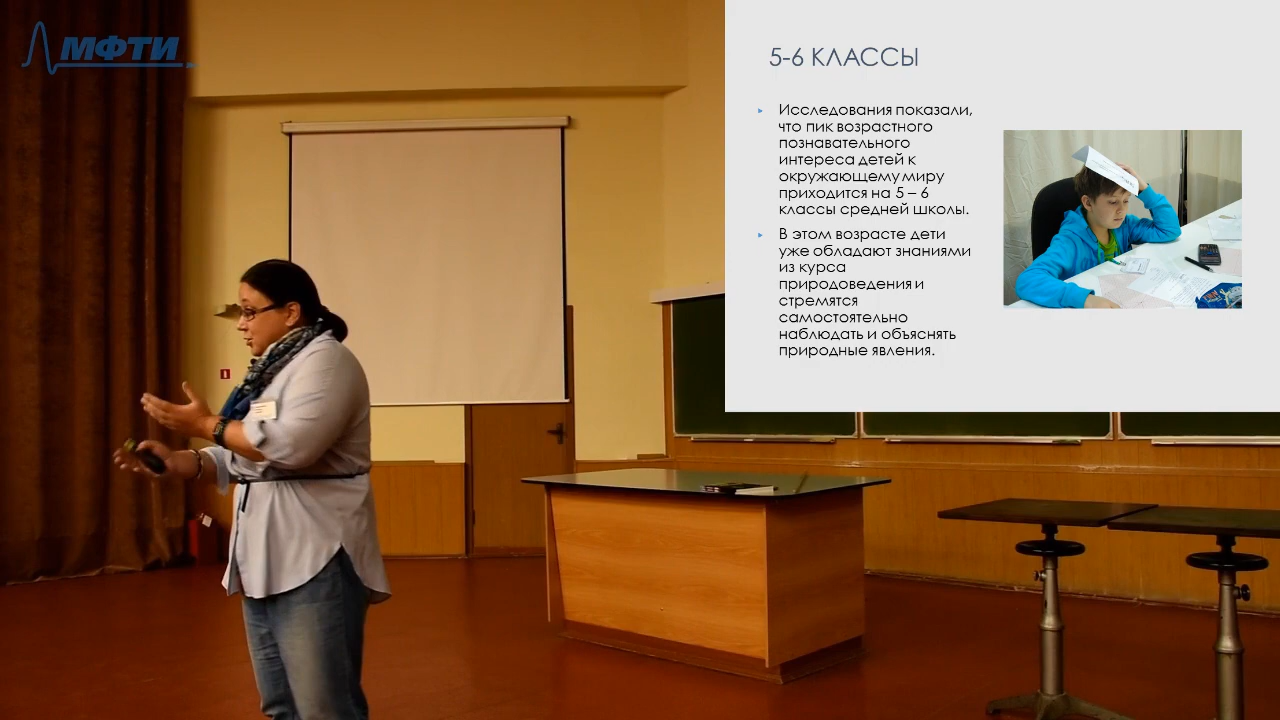 МФТИ
5-6 КЛАССЫ
Исследования показали,
что пик возрастного
познавательного
интереса детей к
окружающему миру
приходится на 5 – 6
классы средней школы.
В этом возрасте дети
уже обладают знаниями
из курса
природоведения и
стремятся
самостоятельно
наблюдать и объяснять
природные явления.